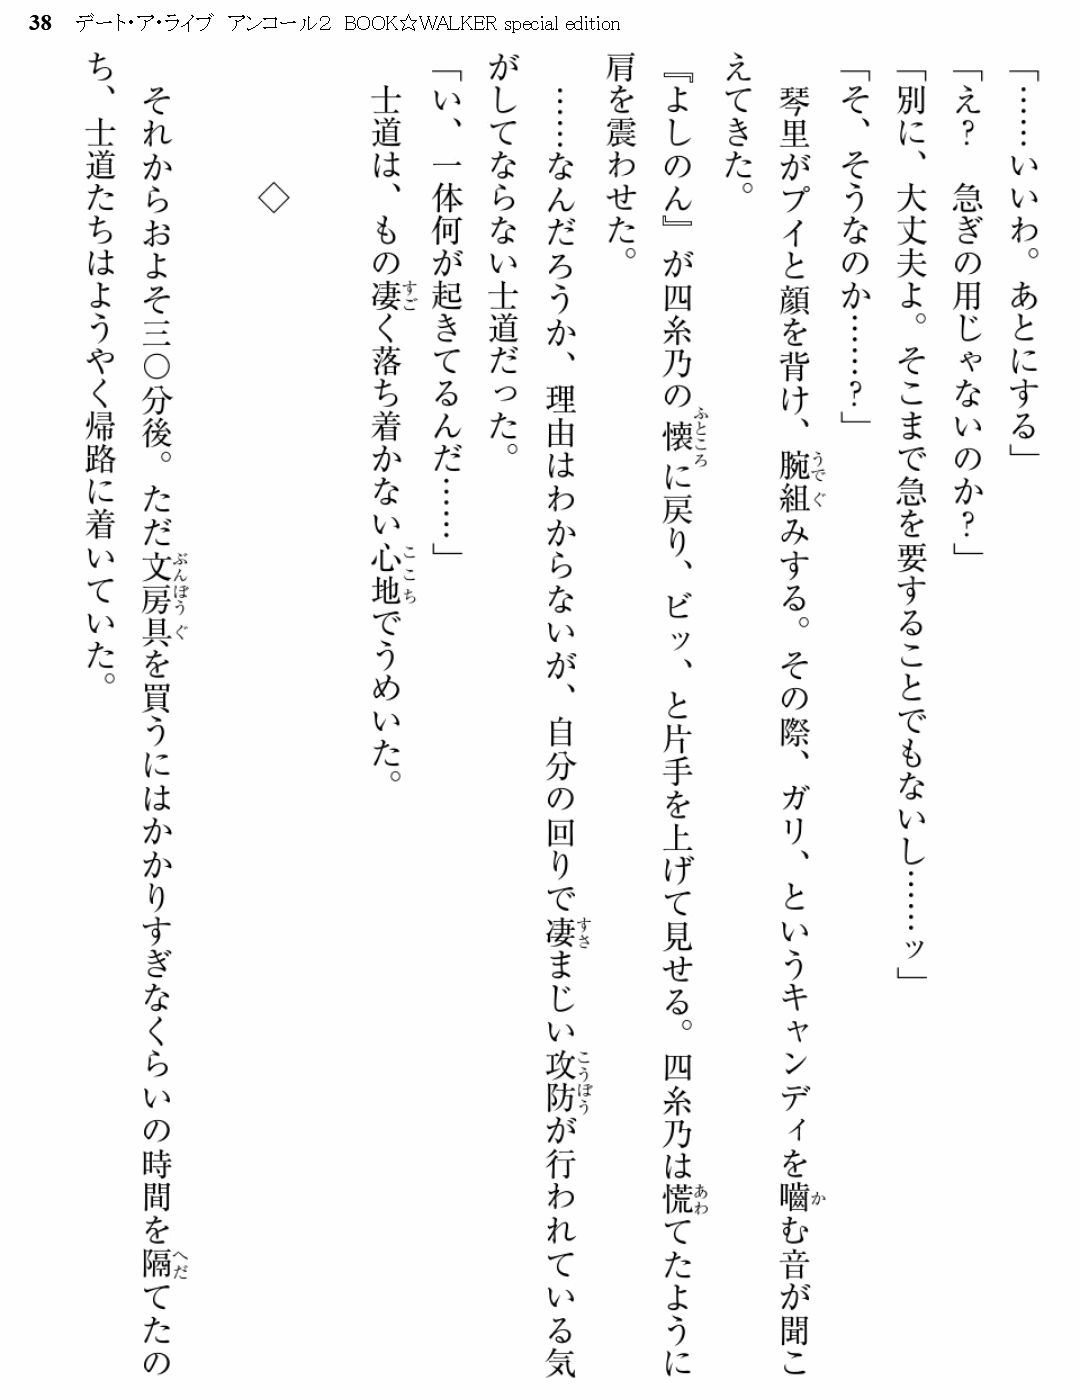 38 デート・ア・ライブ アンコール2 BOOK☆WALKER special edition
「……いいわ。あとにする」
「え？　急ぎの用じゃないのか？」
「別に、大丈夫よ。そこまで急を要することでもないし……ッ」
「そ、そうなのか……？」
　琴里がプイと顔を背け、腕組みする。その際、ガリ、というキャンディを嚙む音が聞こ
えてきた。
『よしのん』が四糸乃の懐に戻り、ビッ、と片手を上げて見せる。四糸乃は慌てたように
肩を震わせた。
　……なんだろうか、理由はわからないが、自分の回りで凄まじい攻防が行われている気
がしてならない士道だった。
「い、一体何が起きてるんだ……」
　士道は、もの凄く落ち着かない心地でうめいた。
◇
　それからおよそ三〇分後。ただ文房具を買うにはかかりすぎなくらいの時間を隔てたの
ち、士道たちはようやく帰路に着いていた。